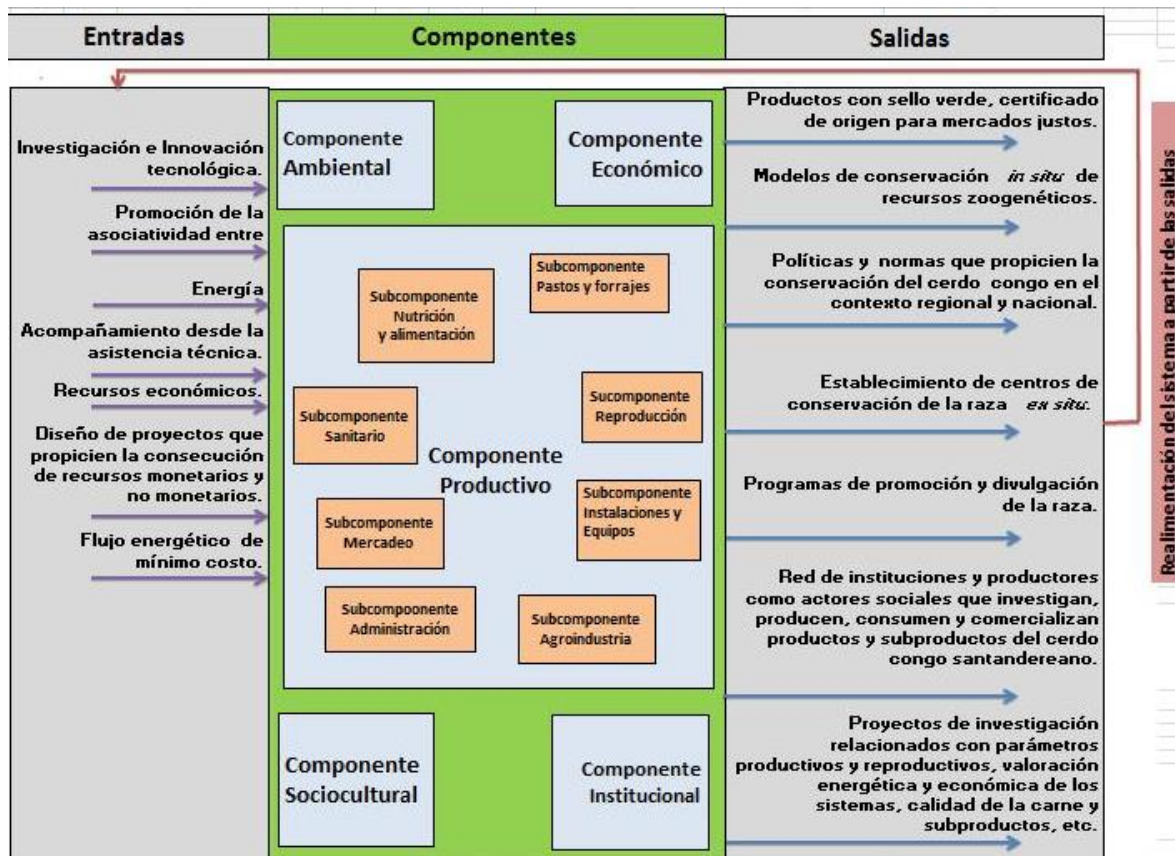 Entradas
Componentes
Salidas
Investigación e Innovación
tecnológica.
Promoción de la
asociatividad entre
Energía
Acompañamiento desde la
asistencia técnica.
Recursos económicos.
Diseño de proyectos que
propicien la consecución
de recursos monetarios y
no monetarios.
Flujo energético de
mínimo costo.
Componente
Ambiental
Componente
Económico
Subcomponente
Nutrición
y alimentación
Subcomponente
Pastos y forrajes
Subcomponente
Sanitario
Sucomponente
Reproducción
Componente
Productivo
Subcomponente
Mercadeo
Subcomponente
Instalaciones y
Equipos
Subcompoonente
Administración
Subcomponente
Agroindustria
Componente
Sociocultural
Componente
Institucional
Productos con sello verde, certificado
de origen para mercados justos.
Modelos de conservación in situ de
recursos zoogenéticos.
Políticas y normas que propicien la
conservación del cerdo congo en el
contexto regional y nacional.
Establecimiento de centros de
conservación de la raza ex situ.
Programas de promoción y divulgación
de la raza.
Red de instituciones y productores
como actores sociales que investigan,
producen, consumen y comercializan
productos y subproductos del cerdo
congo santandereano.
Proyectos de investigación
relacionados con parámetros
productivos y reproductivos, valoración
energética y económica de los
sistemas, calidad de la carne y
subproductos, etc.
Realimentación del sistema a partir de las salidas